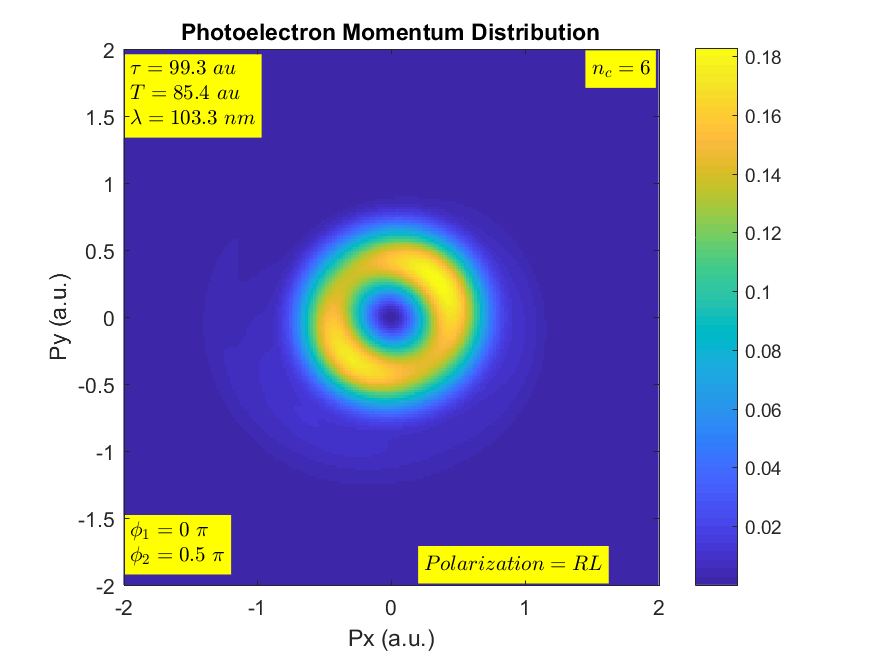 Photoelectron Momentum Distribution
τ = 99.3 au
T = 85.4 au
λ = 103.3 nm
n_c = 6
ϕ_1 = 0 π
ϕ_2 = 0.5 π
Polarization = RL
2
1.5
1
0.5
0
-0.5
-1
-1.5
-2
Py (a.u.)
-2
-1
0
1
2
Px (a.u.)
0.18
0.16
0.14
0.12
0.1
0.08
0.06
0.04
0.02